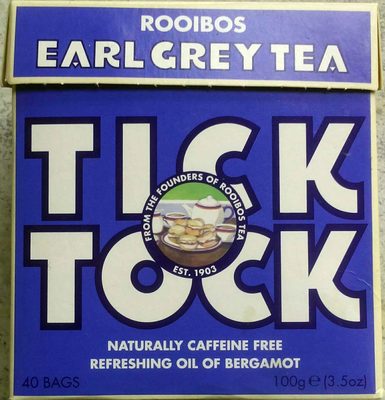 ROOIBOS
EARL GREY TEA
TICK
TOCK
FROM THE FOUNDERS OF ROOIBOS TEA
EST. 1903
NATURALLY CAFFEINE FREE
REFRESHING OIL OF BERGAMOT
40 BAGS
100g ℮ (3.5oz)